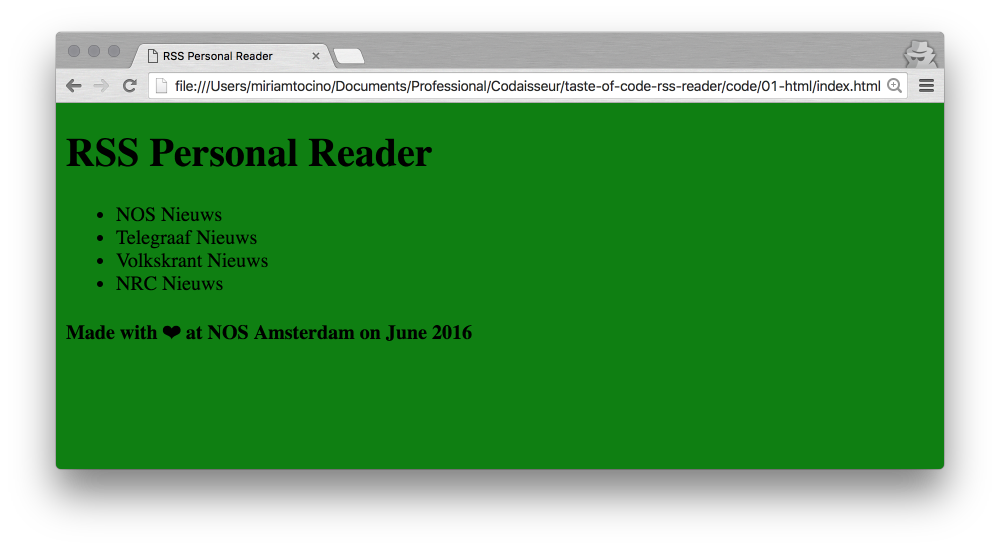 RSS Personal Reader
file:///Users/miriamtocino/Documents/Professional/Codaisseur/taste-of-code-rss-reader/code/01-html/index.html
RSS Personal Reader
• NOS Nieuws
• Telegraaf Nieuws
• Volkskrant Nieuws
• NRC Nieuws
Made with ❤ at NOS Amsterdam on June 2016